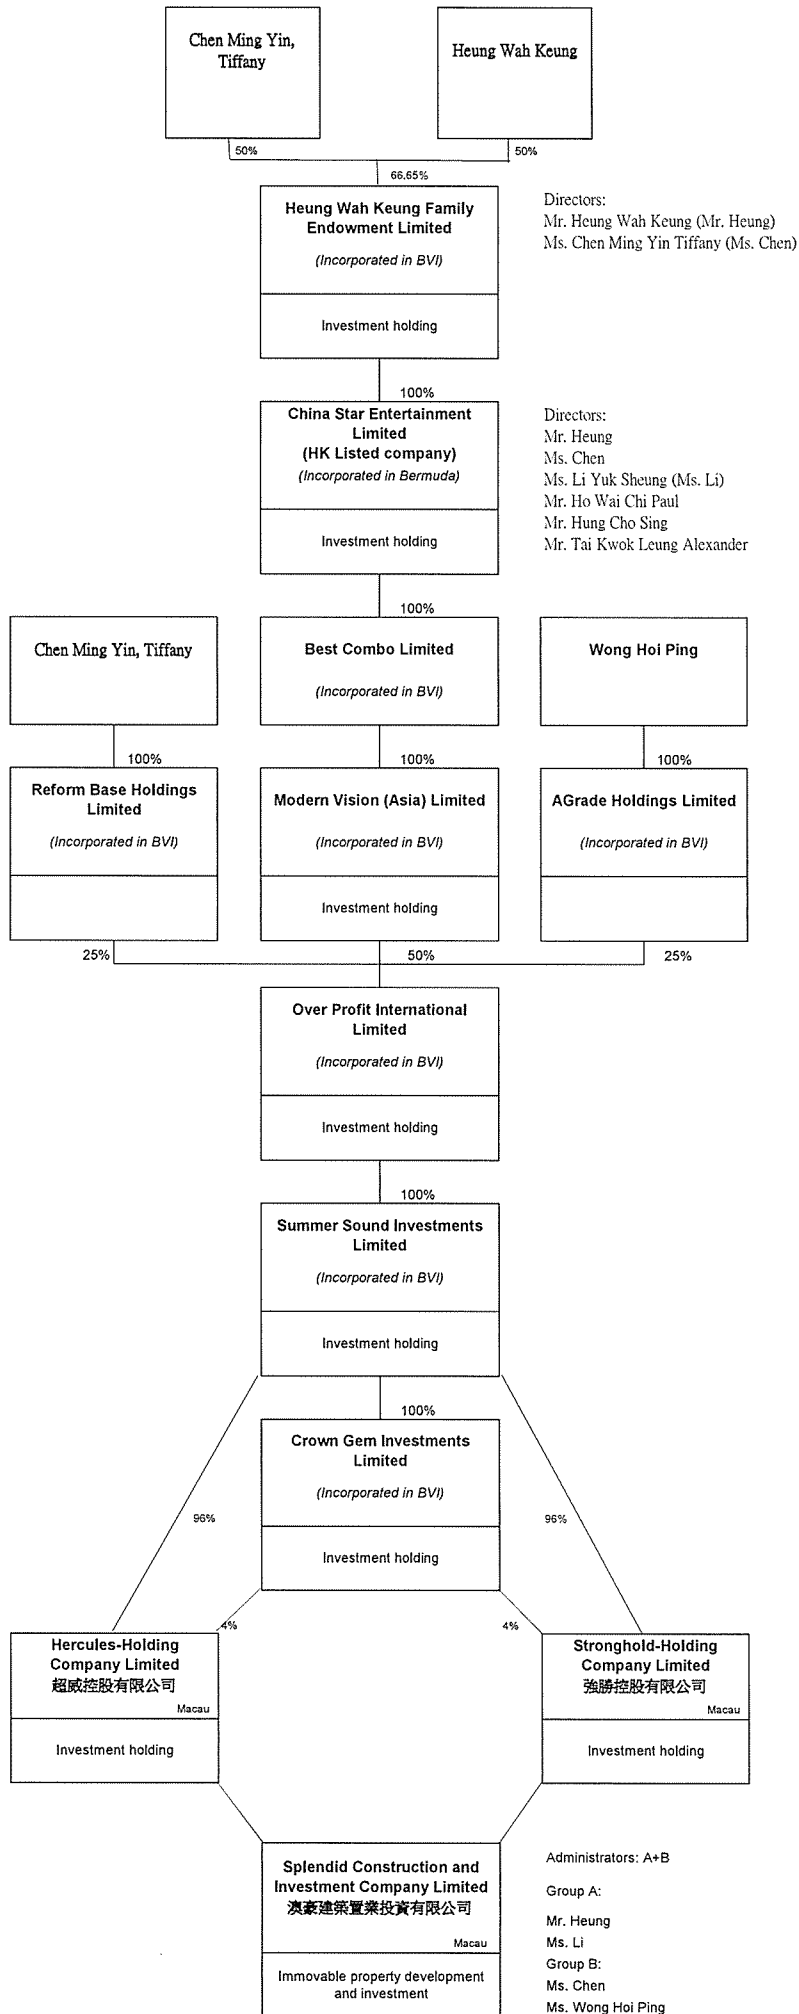 Chen Ming Yin,
Tiffany
Heung Wah Keung
50%
50%
66.65%
Heung Wah Keung Family
Endowment Limited
(Incorporated in BVI)
Investment holding
Directors:
Mr. Heung Wah Keung (Mr. Heung)
Ms. Chen Ming Yin Tiffany (Ms. Chen)
100%
China Star Entertainment
Limited
(HK Listed company)
(Incorporated in Bermuda)
Investment holding
Directors:
Mr. Heung
Ms. Chen
Ms. Li Yuk Sheung (Ms. Li)
Mr. Ho Wai Chi Paul
Mr. Hung Cho Sing
Mr. Tai Kwok Leung Alexander
100%
Chen Ming Yin, Tiffany
Best Combo Limited
(Incorporated in BVI)
Wong Hoi Ping
100%
100%
100%
Reform Base Holdings
Limited
(Incorporated in BVI)
Modern Vision (Asia) Limited
(Incorporated in BVI)
Investment holding
AGrade Holdings Limited
(Incorporated in BVI)
25%
50%
25%
Over Profit International
Limited
(Incorporated in BVI)
Investment holding
100%
Summer Sound Investments
Limited
(Incorporated in BVI)
Investment holding
100%
Crown Gem Investments
Limited
(Incorporated in BVI)
Investment holding
96%
96%
4%
4%
Hercules-Holding
Company Limited
超威控股有限公司
Macau
Investment holding
Stronghold-Holding
Company Limited
強勝控股有限公司
Macau
Investment holding
Splendid Construction and
Investment Company Limited
澳豪建築置業投資有限公司
Macau
Immovable property development
and investment
Administrators: A+B
Group A:
Mr. Heung
Ms. Li
Group B:
Ms. Chen
Ms. Wong Hoi Ping